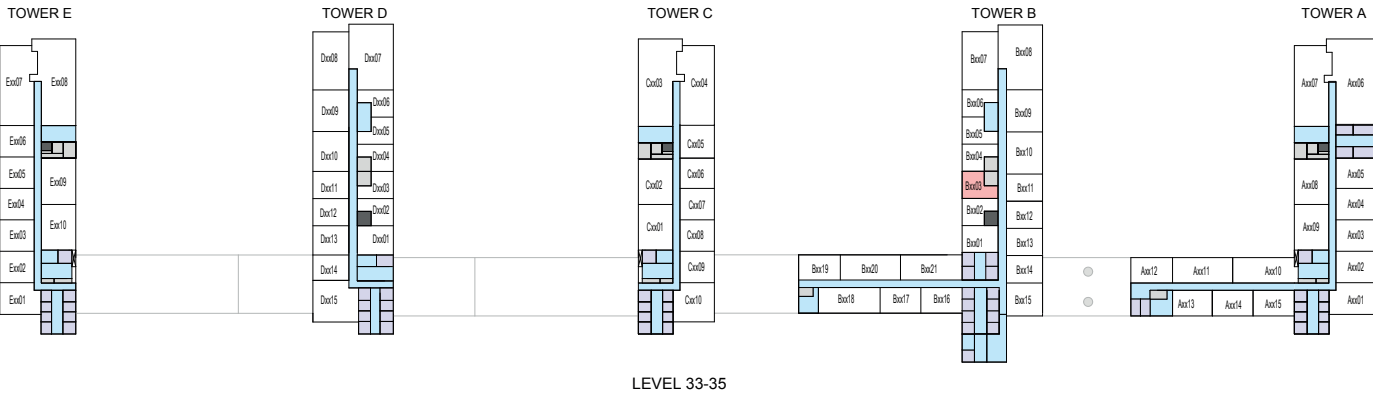 TOWER E
TOWER D
TOWER C
TOWER B
TOWER A
Exx07
Exx08
Exx06
Exx05
Exx09
Exx04
Exx03
Exx10
Exx02
Exx01
Dxx08
Dxx07
Dxx09
Dxx06
Dxx05
Dxx10
Dxx04
Dxx11
Dxx03
Dxx12
Dxx02
Dxx13
Dxx01
Dxx14
Dxx15
Cxx03
Cxx04
Cxx05
Cxx02
Cxx06
Cxx07
Cxx01
Cxx08
Cxx09
Cxx10
Bxx07
Bxx08
Bxx06
Bxx09
Bxx05
Bxx04
Bxx10
Bxx03
Bxx11
Bxx02
Bxx12
Bxx01
Bxx13
Bxx19
Bxx20
Bxx21
Bxx14
Bxx18
Bxx17
Bxx16
Bxx15
Axx07
Axx06
Axx08
Axx05
Axx04
Axx09
Axx03
Axx12
Axx11
Axx10
Axx02
Axx13
Axx14
Axx15
Axx01
LEVEL 33-35